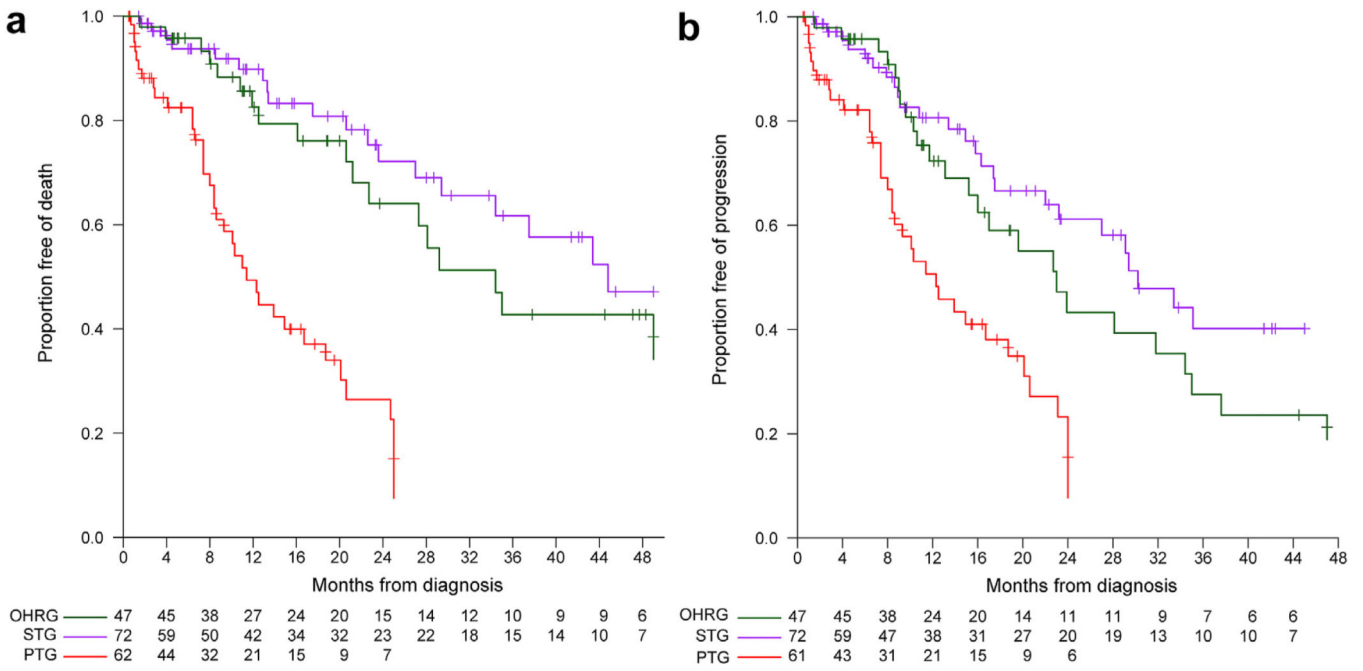 a
Proportion free of death
1.0
0.8
0.6
0.4
0.2
0.0
0 4 8 12 16 20 24 28 32 36 40 44 48
Months from diagnosis
OHRG 47 45 38 27 24 20 15 14 12 10 9 9 6
STG 72 59 50 42 34 32 23 22 18 15 14 10 7
PTG 62 44 32 21 15 9 7
b
Proportion free of progression
1.0
0.8
0.6
0.4
0.2
0.0
0 4 8 12 16 20 24 28 32 36 40 44 48
Months from diagnosis
OHRG 47 45 38 24 20 14 11 11 9 7 6 6
STG 72 59 47 38 31 27 20 19 13 10 10 7
PTG 61 43 31 21 15 9 6